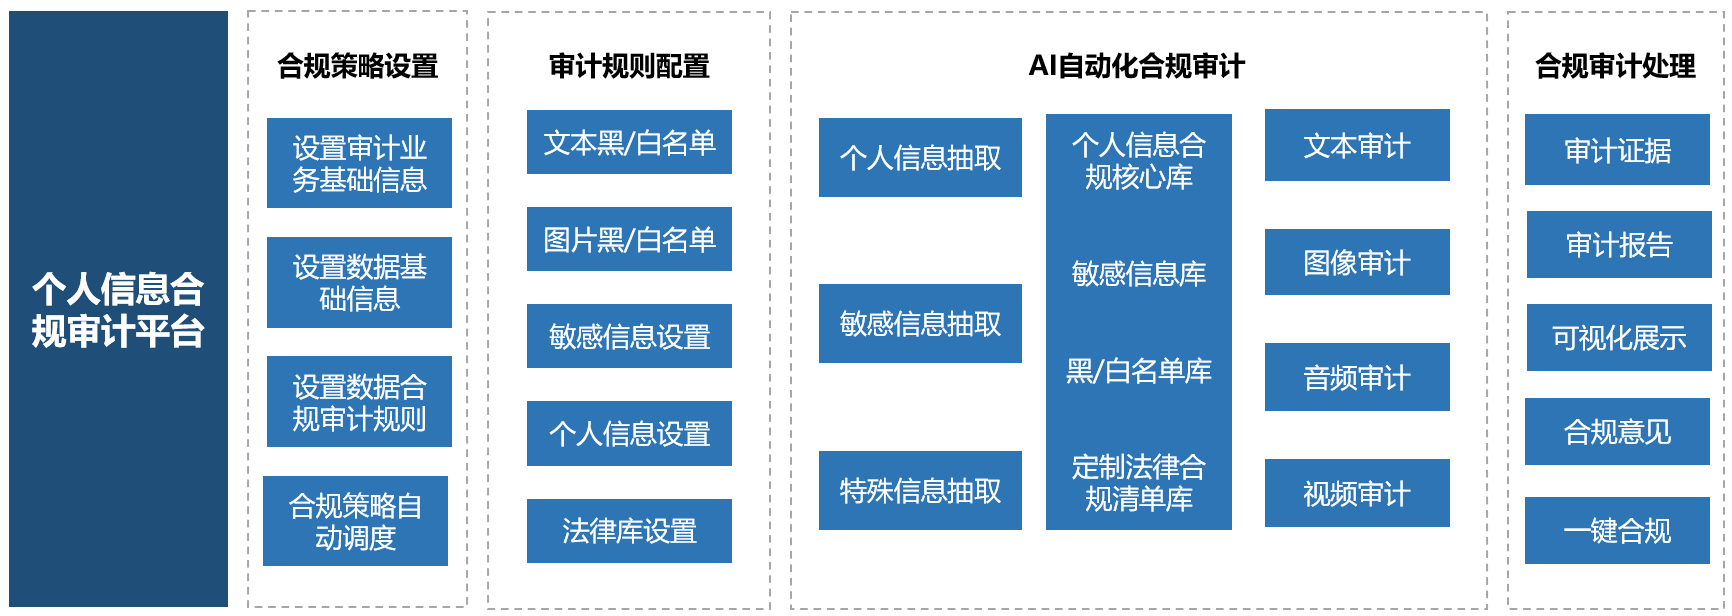 个人信息合
规审计平台
合规策略设置
设置审计业
务基础信息
设置数据基
础信息
设置数据合
规审计规则
合规策略自
动调度
审计规则配置
文本黑/白名单
图片黑/白名单
敏感信息设置
个人信息设置
法律库设置
AI自动化合规审计
个人信息抽取
敏感信息抽取
特殊信息抽取
个人信息合
规核心库
敏感信息库
黑/白名单库
定制法律合
规清单库
文本审计
图像审计
音频审计
视频审计
合规审计处理
审计证据
审计报告
可视化展示
合规意见
一键合规